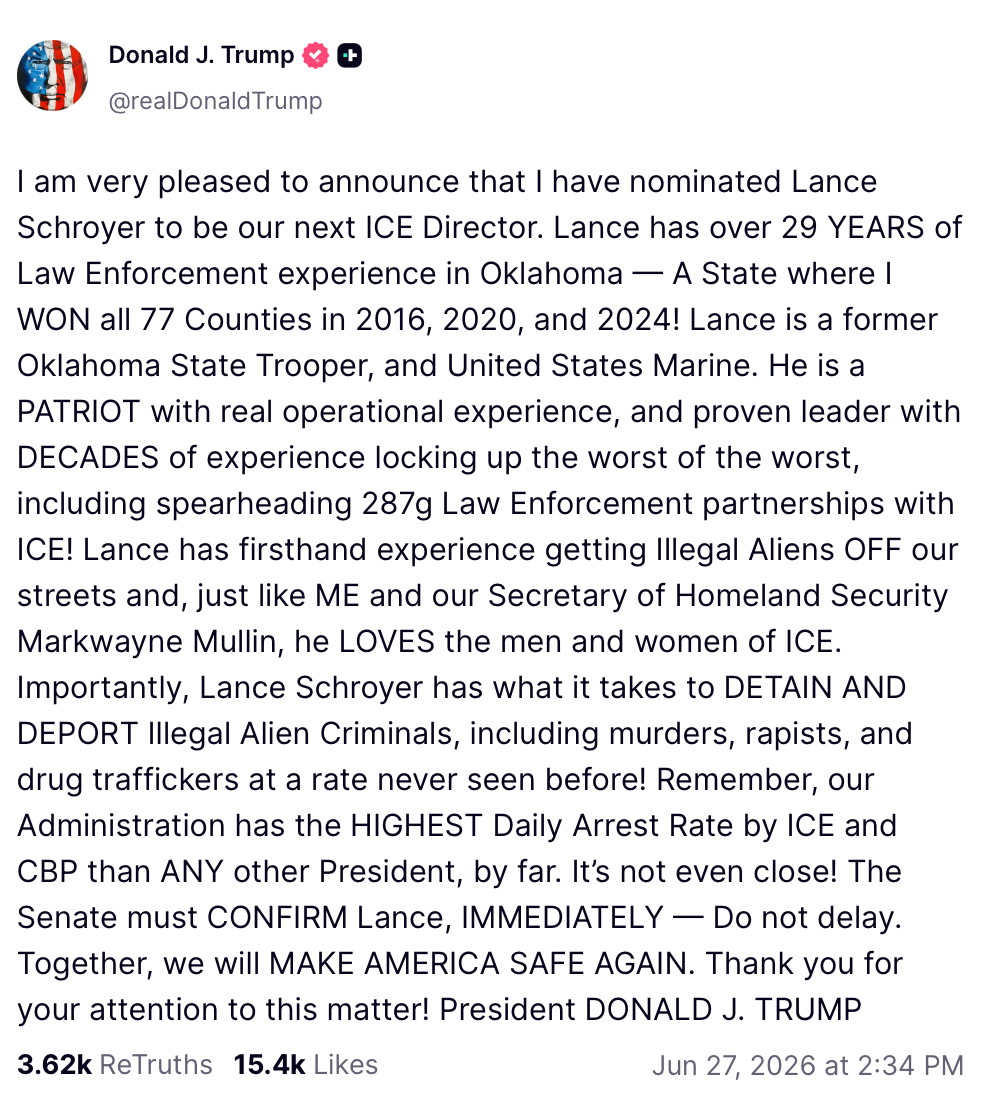 Donald J. Trump
@realDonaldTrump
I am very pleased to announce that I have nominated Lance
Schroyer to be our next ICE Director. Lance has over 29 YEARS of
Law Enforcement experience in Oklahoma — A State where I
WON all 77 Counties in 2016, 2020, and 2024! Lance is a former
Oklahoma State Trooper, and United States Marine. He is a
PATRIOT with real operational experience, and proven leader with
DECADES of experience locking up the worst of the worst,
including spearheading 287g Law Enforcement partnerships with
ICE! Lance has firsthand experience getting Illegal Aliens OFF our
streets and, just like ME and our Secretary of Homeland Security
Markwayne Mullin, he LOVES the men and women of ICE.
Importantly, Lance Schroyer has what it takes to DETAIN AND
DEPORT Illegal Alien Criminals, including murders, rapists, and
drug traffickers at a rate never seen before! Remember, our
Administration has the HIGHEST Daily Arrest Rate by ICE and
CBP than ANY other President, by far. It’s not even close! The
Senate must CONFIRM Lance, IMMEDIATELY — Do not delay.
Together, we will MAKE AMERICA SAFE AGAIN. Thank you for
your attention to this matter! President DONALD J. TRUMP
3.62k ReTruths 15.4k Likes Jun 27, 2026 at 2:34 PM